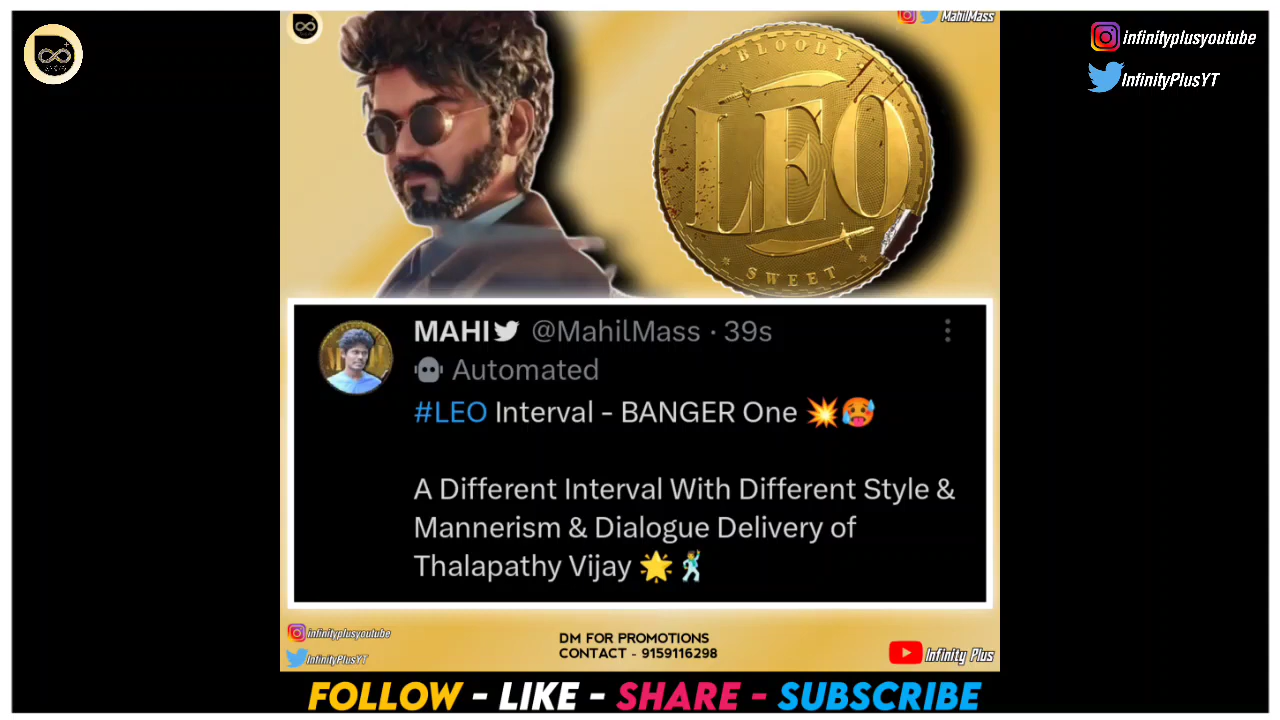 MahilMass
infinityplusyoutube
InfinityPlusYT
BLOODY
LEO
SWEET
MAHI @MahilMass · 39s
Automated
#LEO Interval - BANGER One 💥🥵
A Different Interval With Different Style &
Mannerism & Dialogue Delivery of
Thalapathy Vijay 🌟🕺
infinityplusyoutube
InfinityPlusYT
DM FOR PROMOTIONS
CONTACT - 9159116298
Infinity Plus
FOLLOW - LIKE - SHARE - SUBSCRIBE